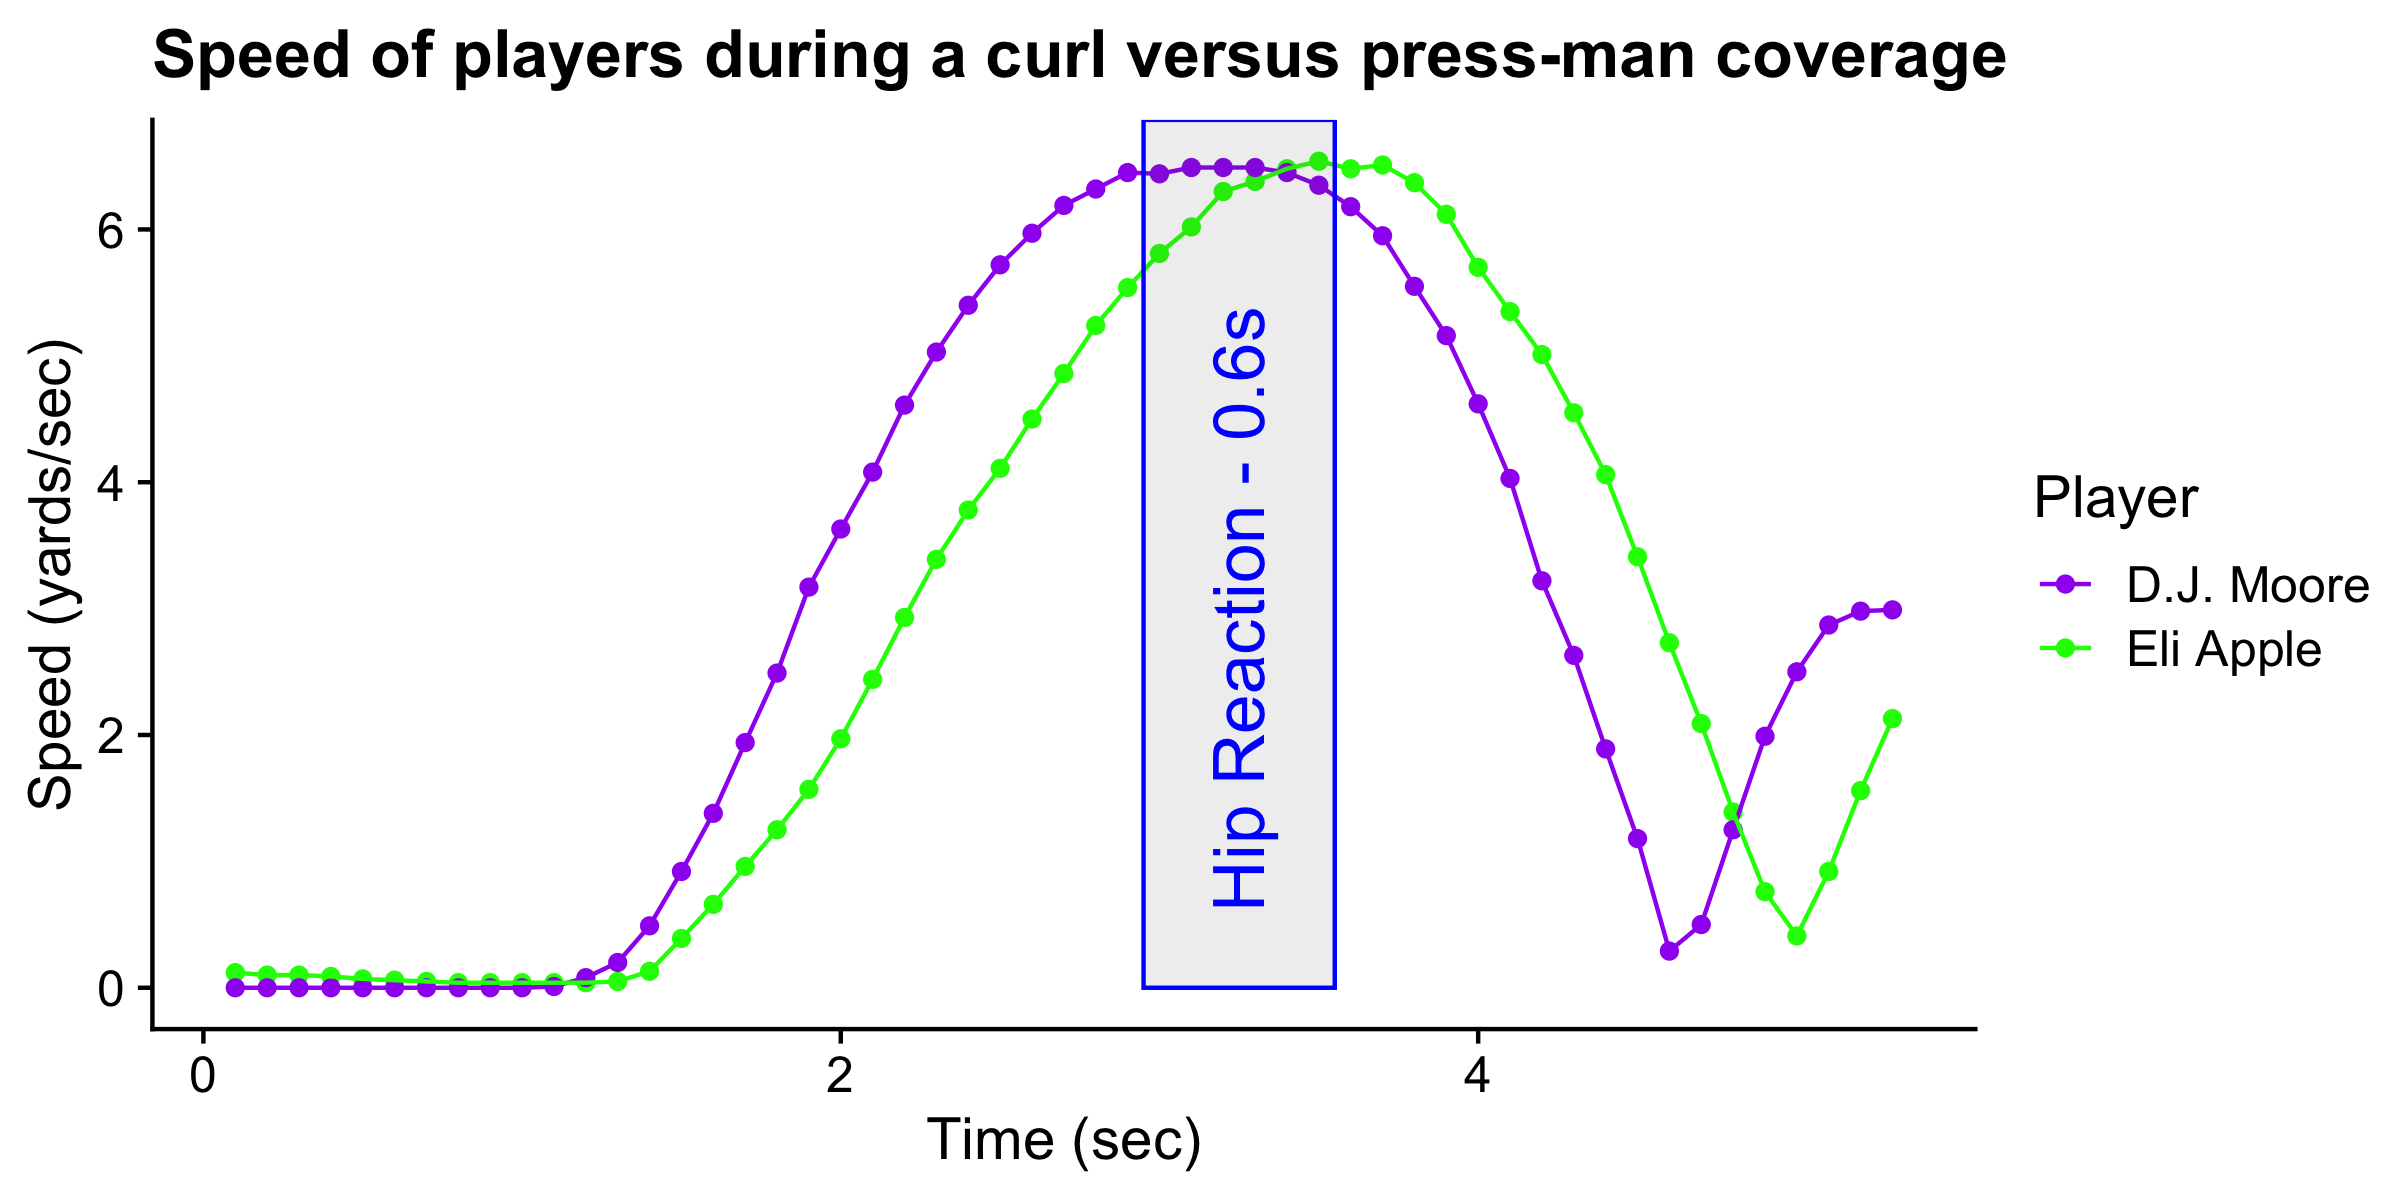 Speed of players during a curl versus press-man coverage
Speed (yards/sec)
6
4
2
0
Hip Reaction - 0.6s
0
2
4
Time (sec)
Player
D.J. Moore
Eli Apple